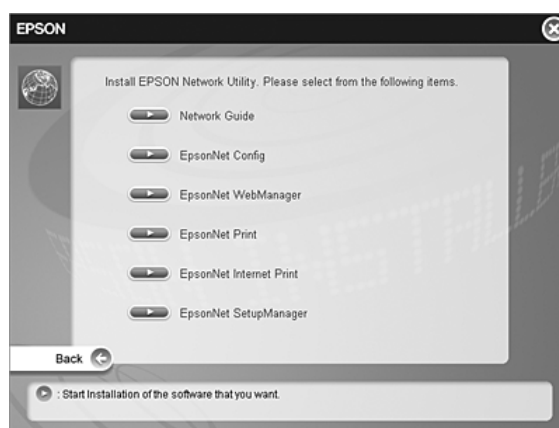 EPSON
Install EPSON Network Utility. Please select from the following items.
Network Guide
EpsonNet Config
EpsonNet WebManager
EpsonNet Print
EpsonNet Internet Print
EpsonNet SetupManager
Back
: Start Installation of the software that you want.